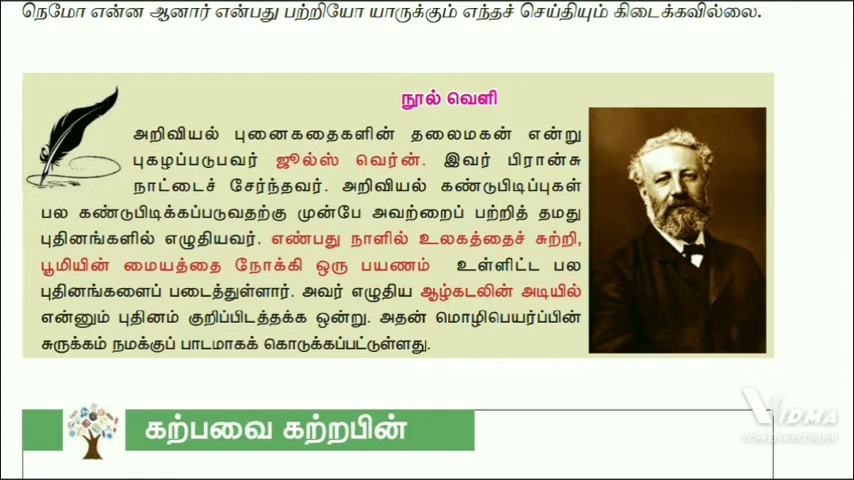 நெமோ என்ன ஆனார் என்பது பற்றியோ யாருக்கும் எந்தச் செய்தியும் கிடைக்கவில்லை.
நூல் வெளி
அறிவியல் புனைகதைகளின் தலைமகன் என்று
புகழப்படுபவர் ஜூல்ஸ் வெர்ன். இவர் பிரான்சு
நாட்டைச் சேர்ந்தவர். அறிவியல் கண்டுபிடிப்புகள்
பல கண்டுபிடிக்கப்படுவதற்கு முன்பே அவற்றைப் பற்றித் தமது
புதினங்களில் எழுதியவர். எண்பது நாளில் உலகத்தைச் சுற்றி,
பூமியின் மையத்தை நோக்கி ஒரு பயணம் உள்ளிட்ட பல
புதினங்களைப் படைத்துள்ளார். அவர் எழுதிய ஆழ்கடலின் அடியில்
என்னும் புதினம் குறிப்பிடத்தக்க ஒன்று. அதன் மொழிபெயர்ப்பின்
சுருக்கம் நமக்குப் பாடமாகக் கொடுக்கப்பட்டுள்ளது.
கற்பவை கற்றபின்
VIDMA
SCREEN RECORDER